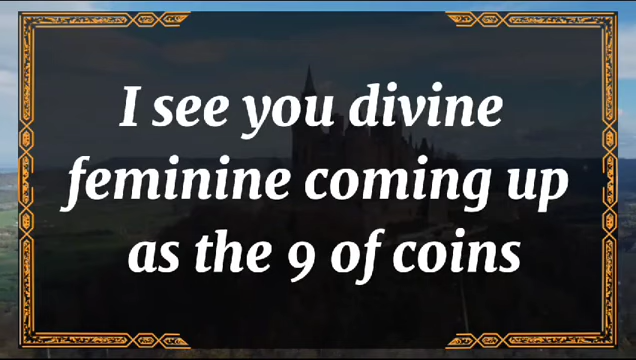 I see you divine
feminine coming up
as the 9 of coins